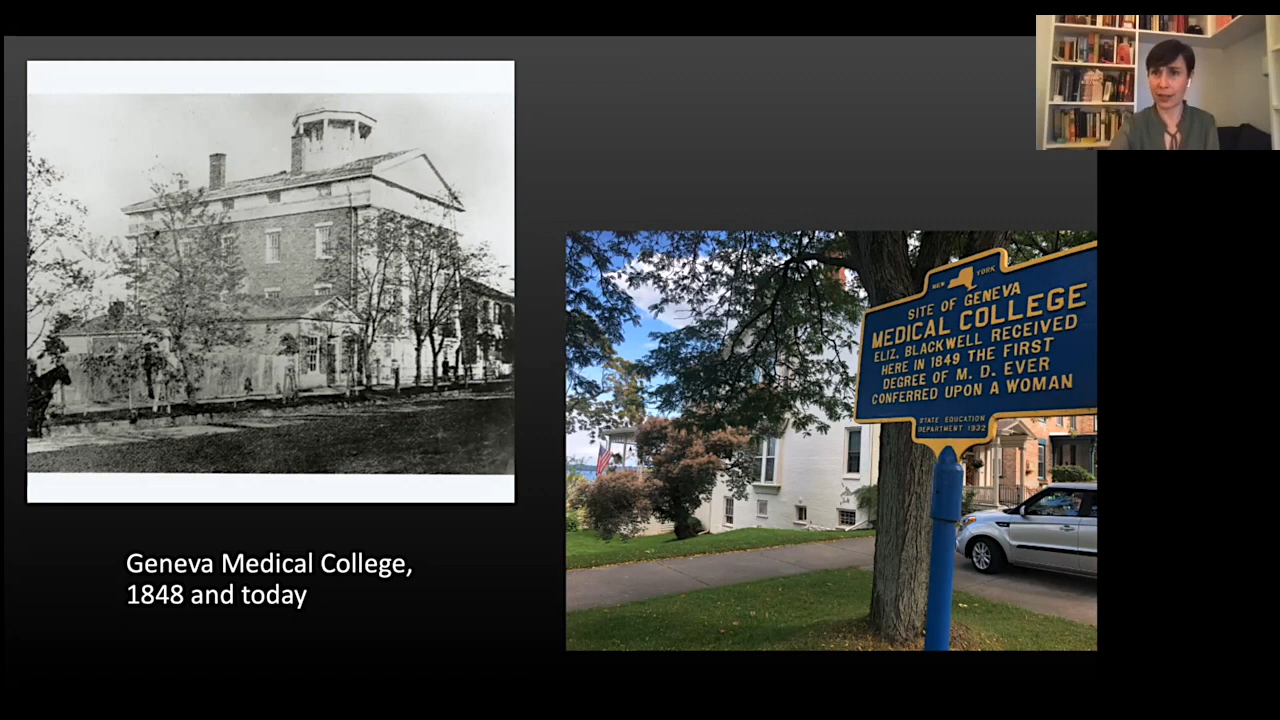 NEW YORK
SITE OF GENEVA
MEDICAL COLLEGE
ELIZ. BLACKWELL RECEIVED
HERE IN 1849 THE FIRST
DEGREE OF M. D. EVER
CONFERRED UPON A WOMAN
STATE EDUCATION
DEPARTMENT 1932
Geneva Medical College,
1848 and today